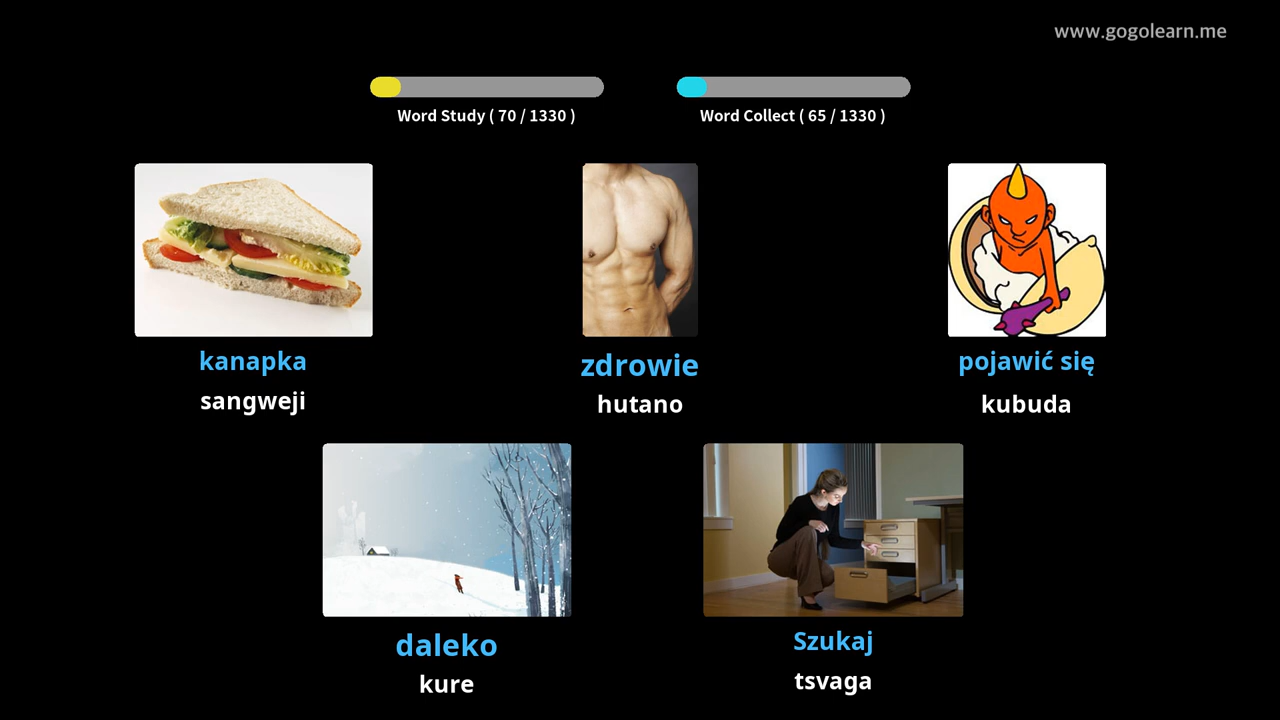 www.gogolearn.me
Word Study ( 70 / 1330 )
Word Collect ( 65 / 1330 )
kanapka
sangweji
zdrowie
hutano
pojawić się
kubuda
daleko
kure
Szukaj
tsvaga